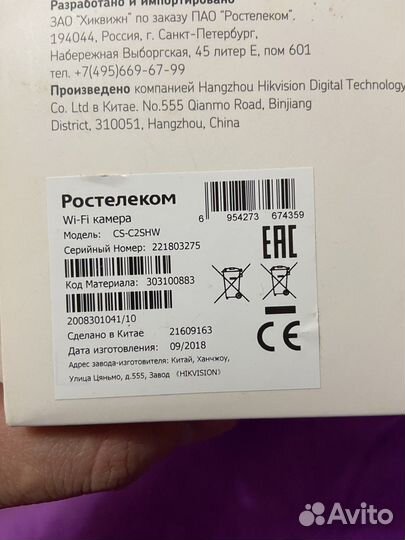 Разработано и импортировано
ЗАО "Хиквижн" по заказу ПАО "Ростелеком".
194044, Россия, г. Санкт-Петербург,
Набережная Выборгская, 45 литер Е, пом 601
тел. +7(495)669-67-99
Произведено компанией Hangzhou Hikvision Digital Technology
Co. Ltd в Китае. No.555 Qianmo Road, Binjiang
District, 310051, Hangzhou, China
Ростелеком
Wi-Fi камера
6 954273 674359
Модель: CS-C2SHW
Серийный Номер: 221803275
EAC
Код Материала: 303100883
2008301041/10
Сделано в Китае 21609163
Дата изготовления: 09/2018
CE
Адрес завода-изготовителя: Китай, Ханчжоу,
Улица Цяньмо, д.555, Завод 《HIKVISION》
Avito